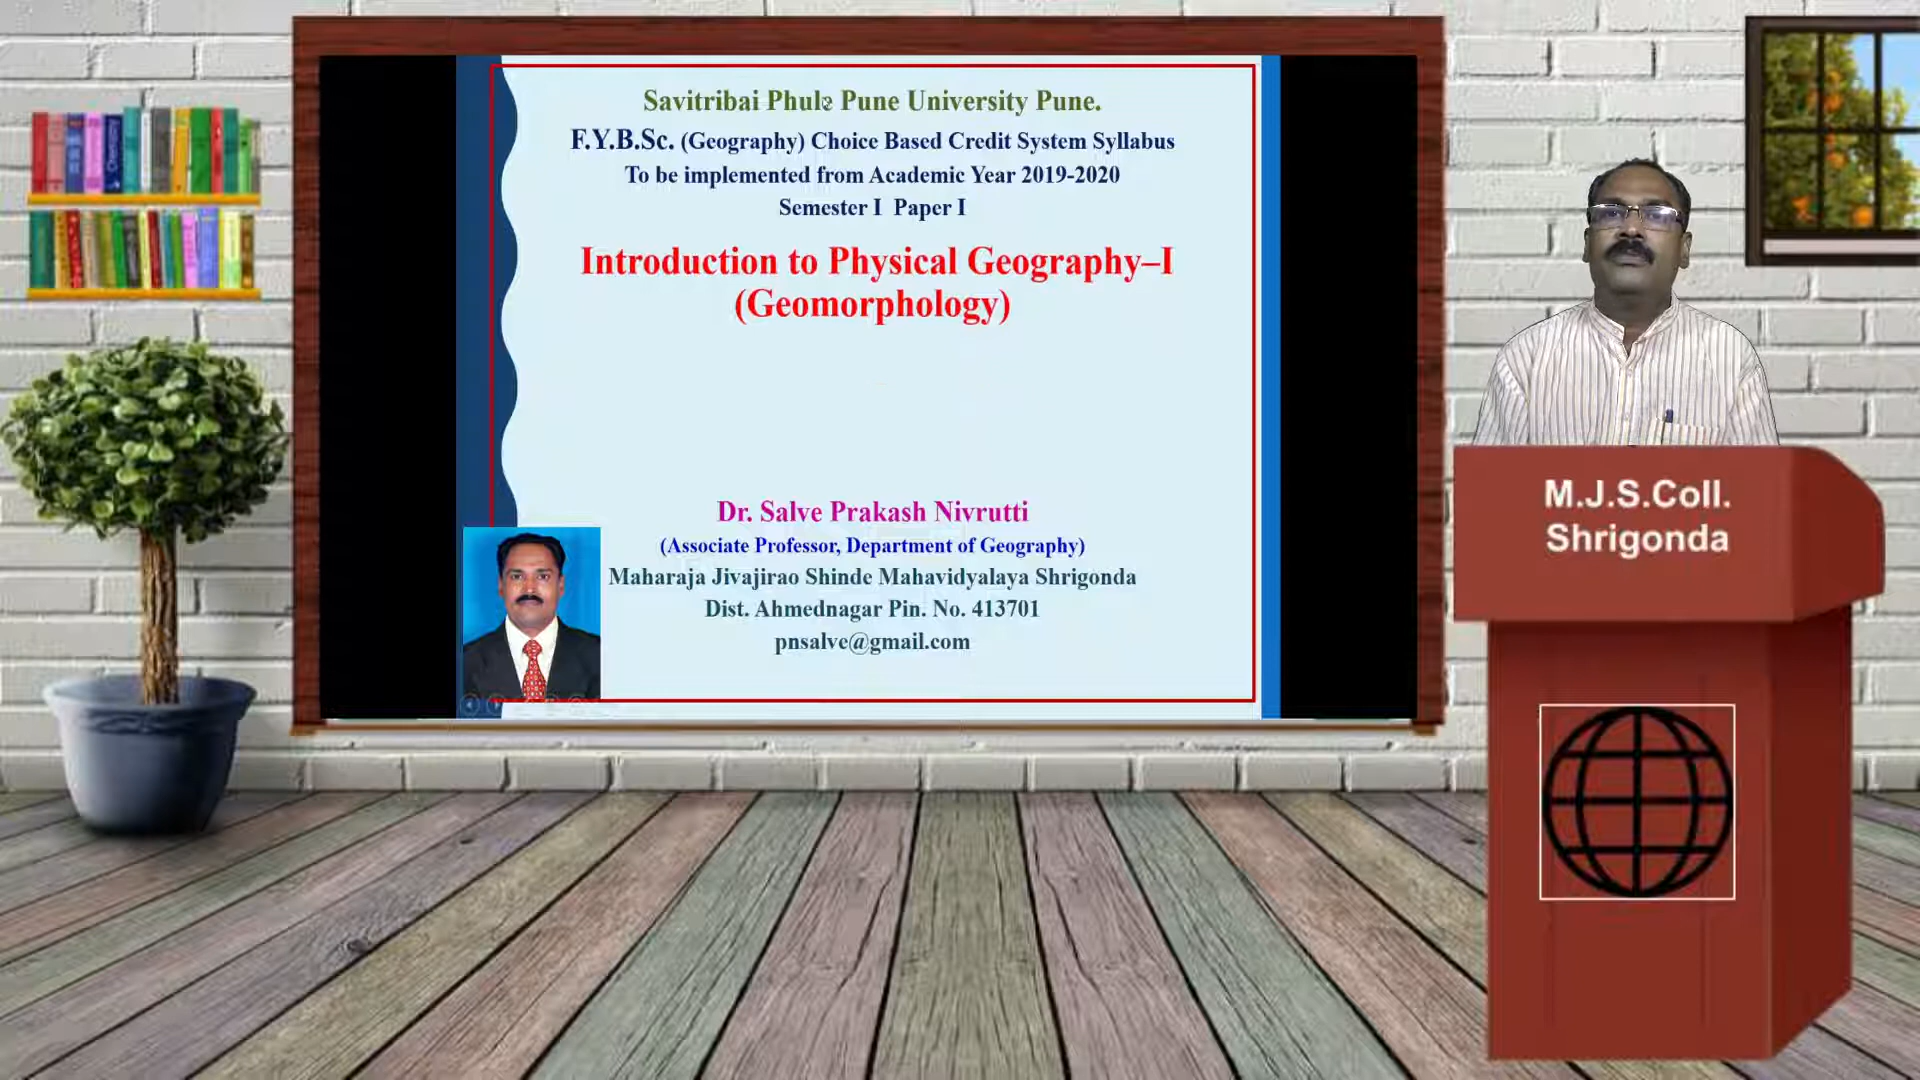 Savitribai Phule Pune University Pune.
F.Y.B.Sc. (Geography) Choice Based Credit System Syllabus
To be implemented from Academic Year 2019-2020
Semester I Paper I
Introduction to Physical Geography–I
(Geomorphology)
Dr. Salve Prakash Nivrutti
(Associate Professor, Department of Geography)
Maharaja Jivajirao Shinde Mahavidyalaya Shrigonda
Dist. Ahmednagar Pin. No. 413701
pnsalve@gmail.com
M.J.S.Coll.
Shrigonda